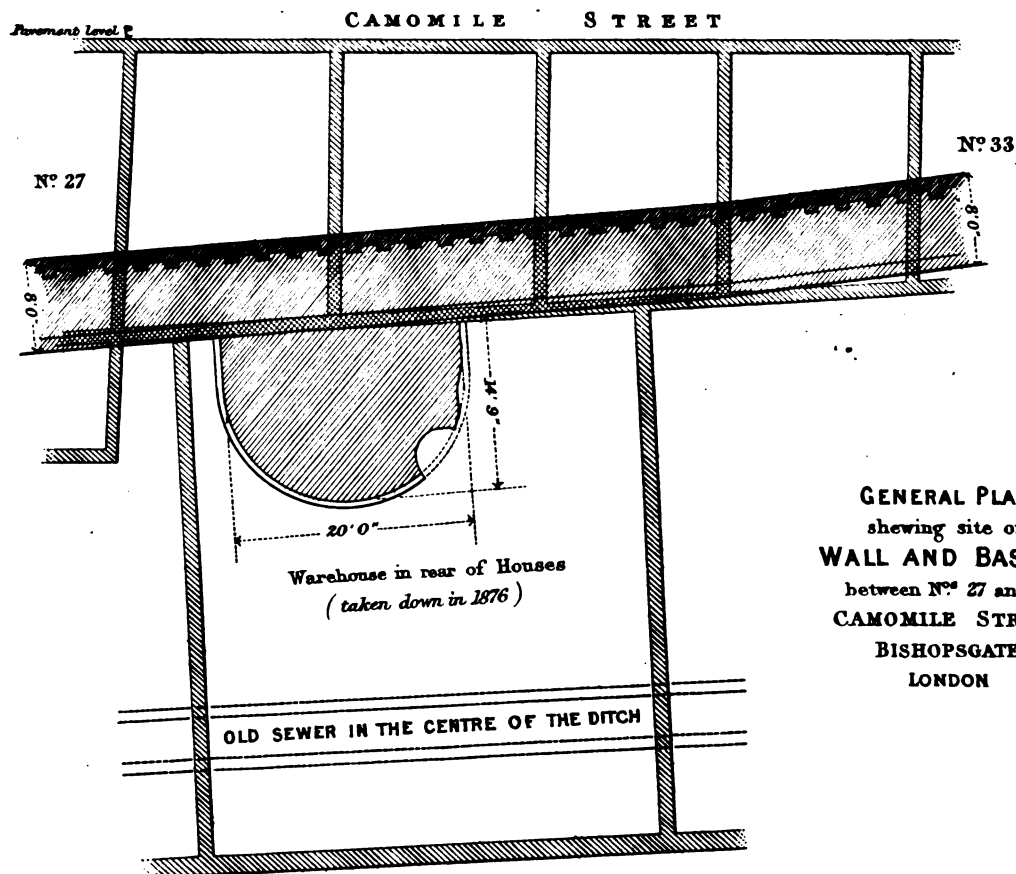 CAMOMILE STREET
Pavement level
Nº 27
Nº 33
8'.0"
8'.0"
14'.9"
20'0"
Warehouse in rear of Houses
(taken down in 1876)
OLD SEWER IN THE CENTRE OF THE DITCH
GENERAL PLA
shewing site o
WALL AND BAS
between Nºs 27 an
CAMOMILE STR
BISHOPSGATE
LONDON